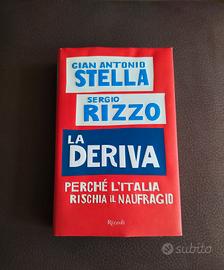 GIAN ANTONIO
STELLA
SERGIO
RIZZO
LA
DERIVA
PERCHÉ L'ITALIA
RISCHIA IL NAUFRAGIO
Rizzoli
subito